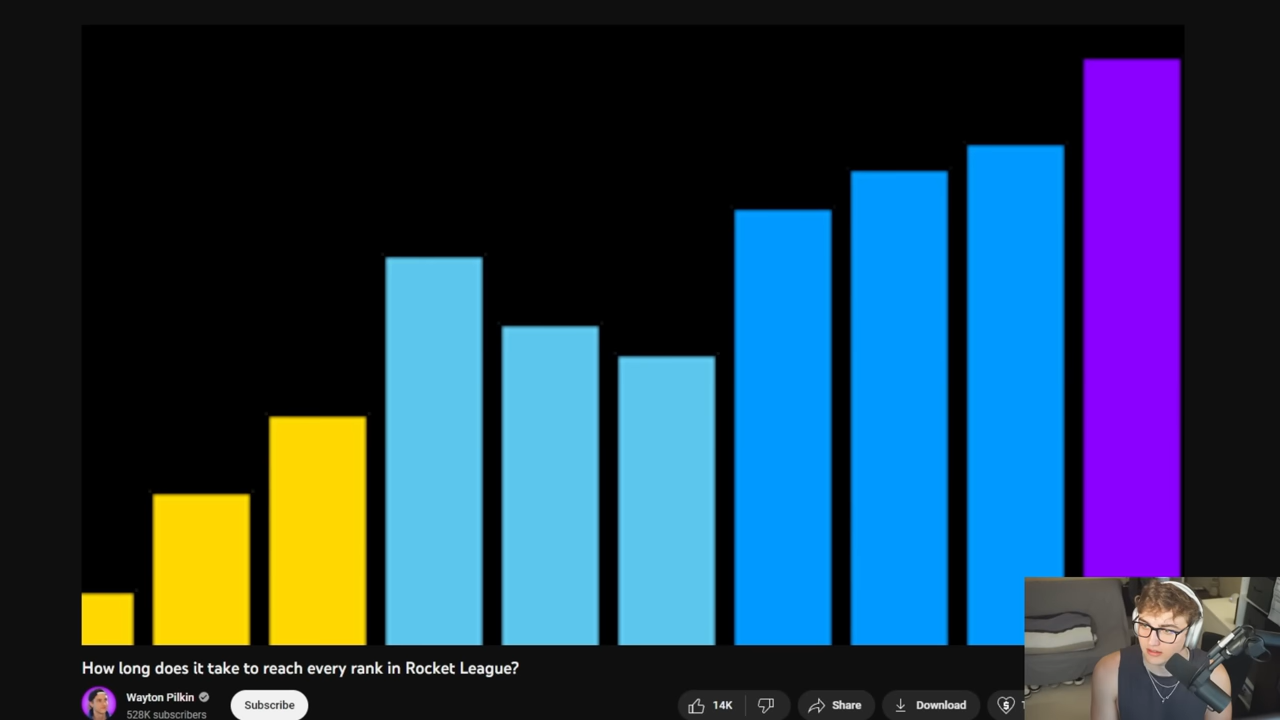 How long does it take to reach every rank in Rocket League?
Wayton Pilkin
528K subscribers
Subscribe
14K
Share
Download